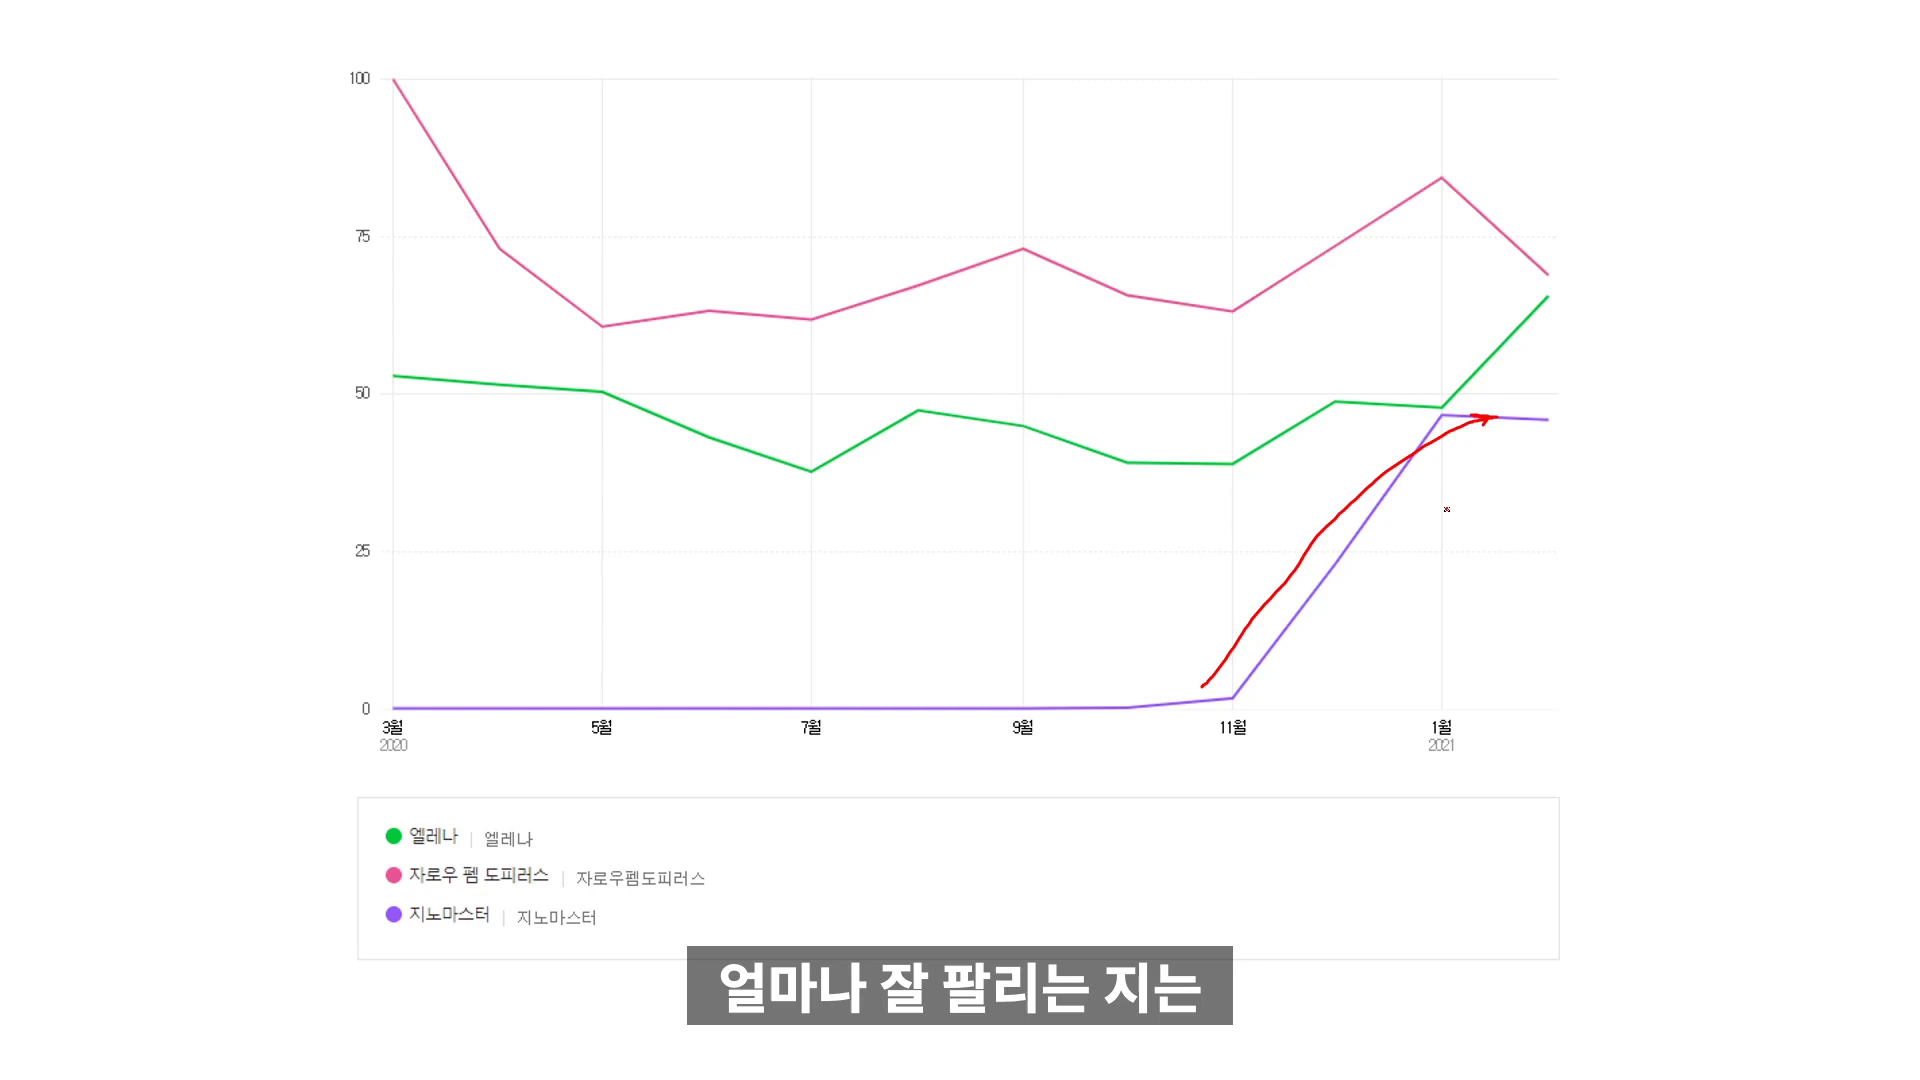 100
75
50
25
0
3월 5월 7월 9월 11월 1월
2020 2021
엘레나 | 엘레나
자로우 펨 도피러스 | 자로우펨도피러스
지노마스터 | 지노마스터
얼마나 잘 팔리는 지는